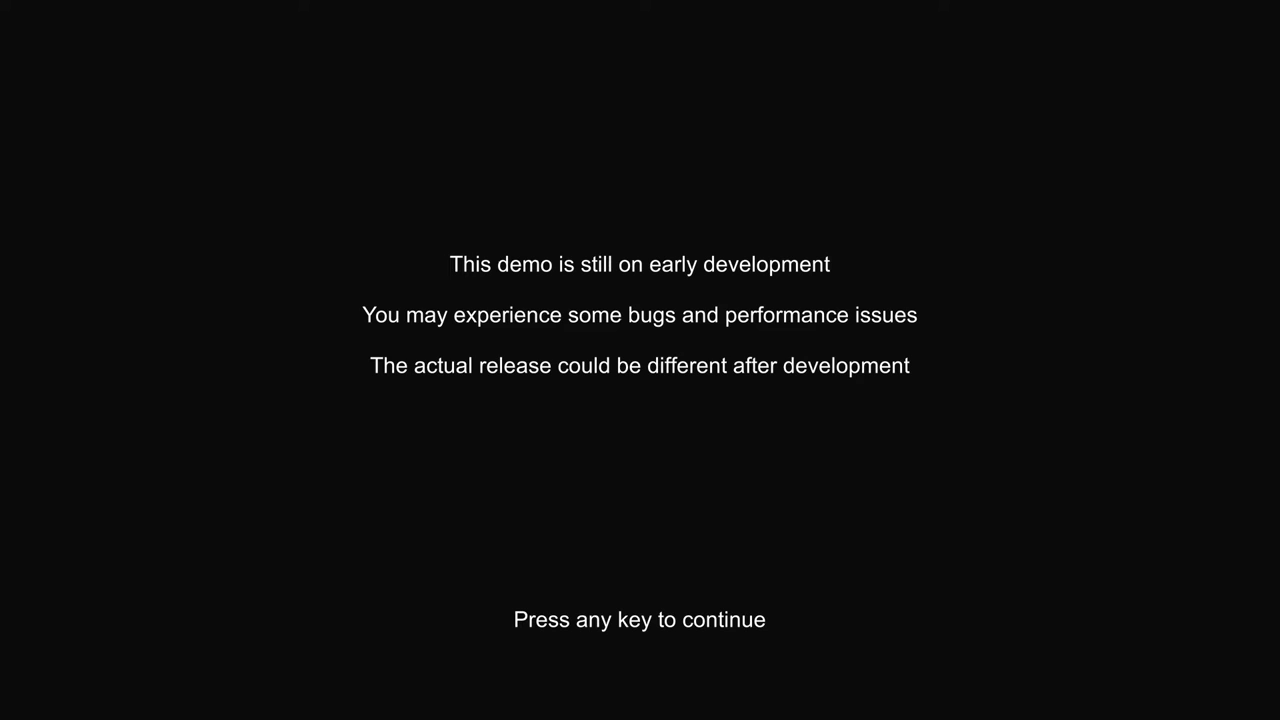 This demo is still on early development
You may experience some bugs and performance issues
The actual release could be different after development
Press any key to continue